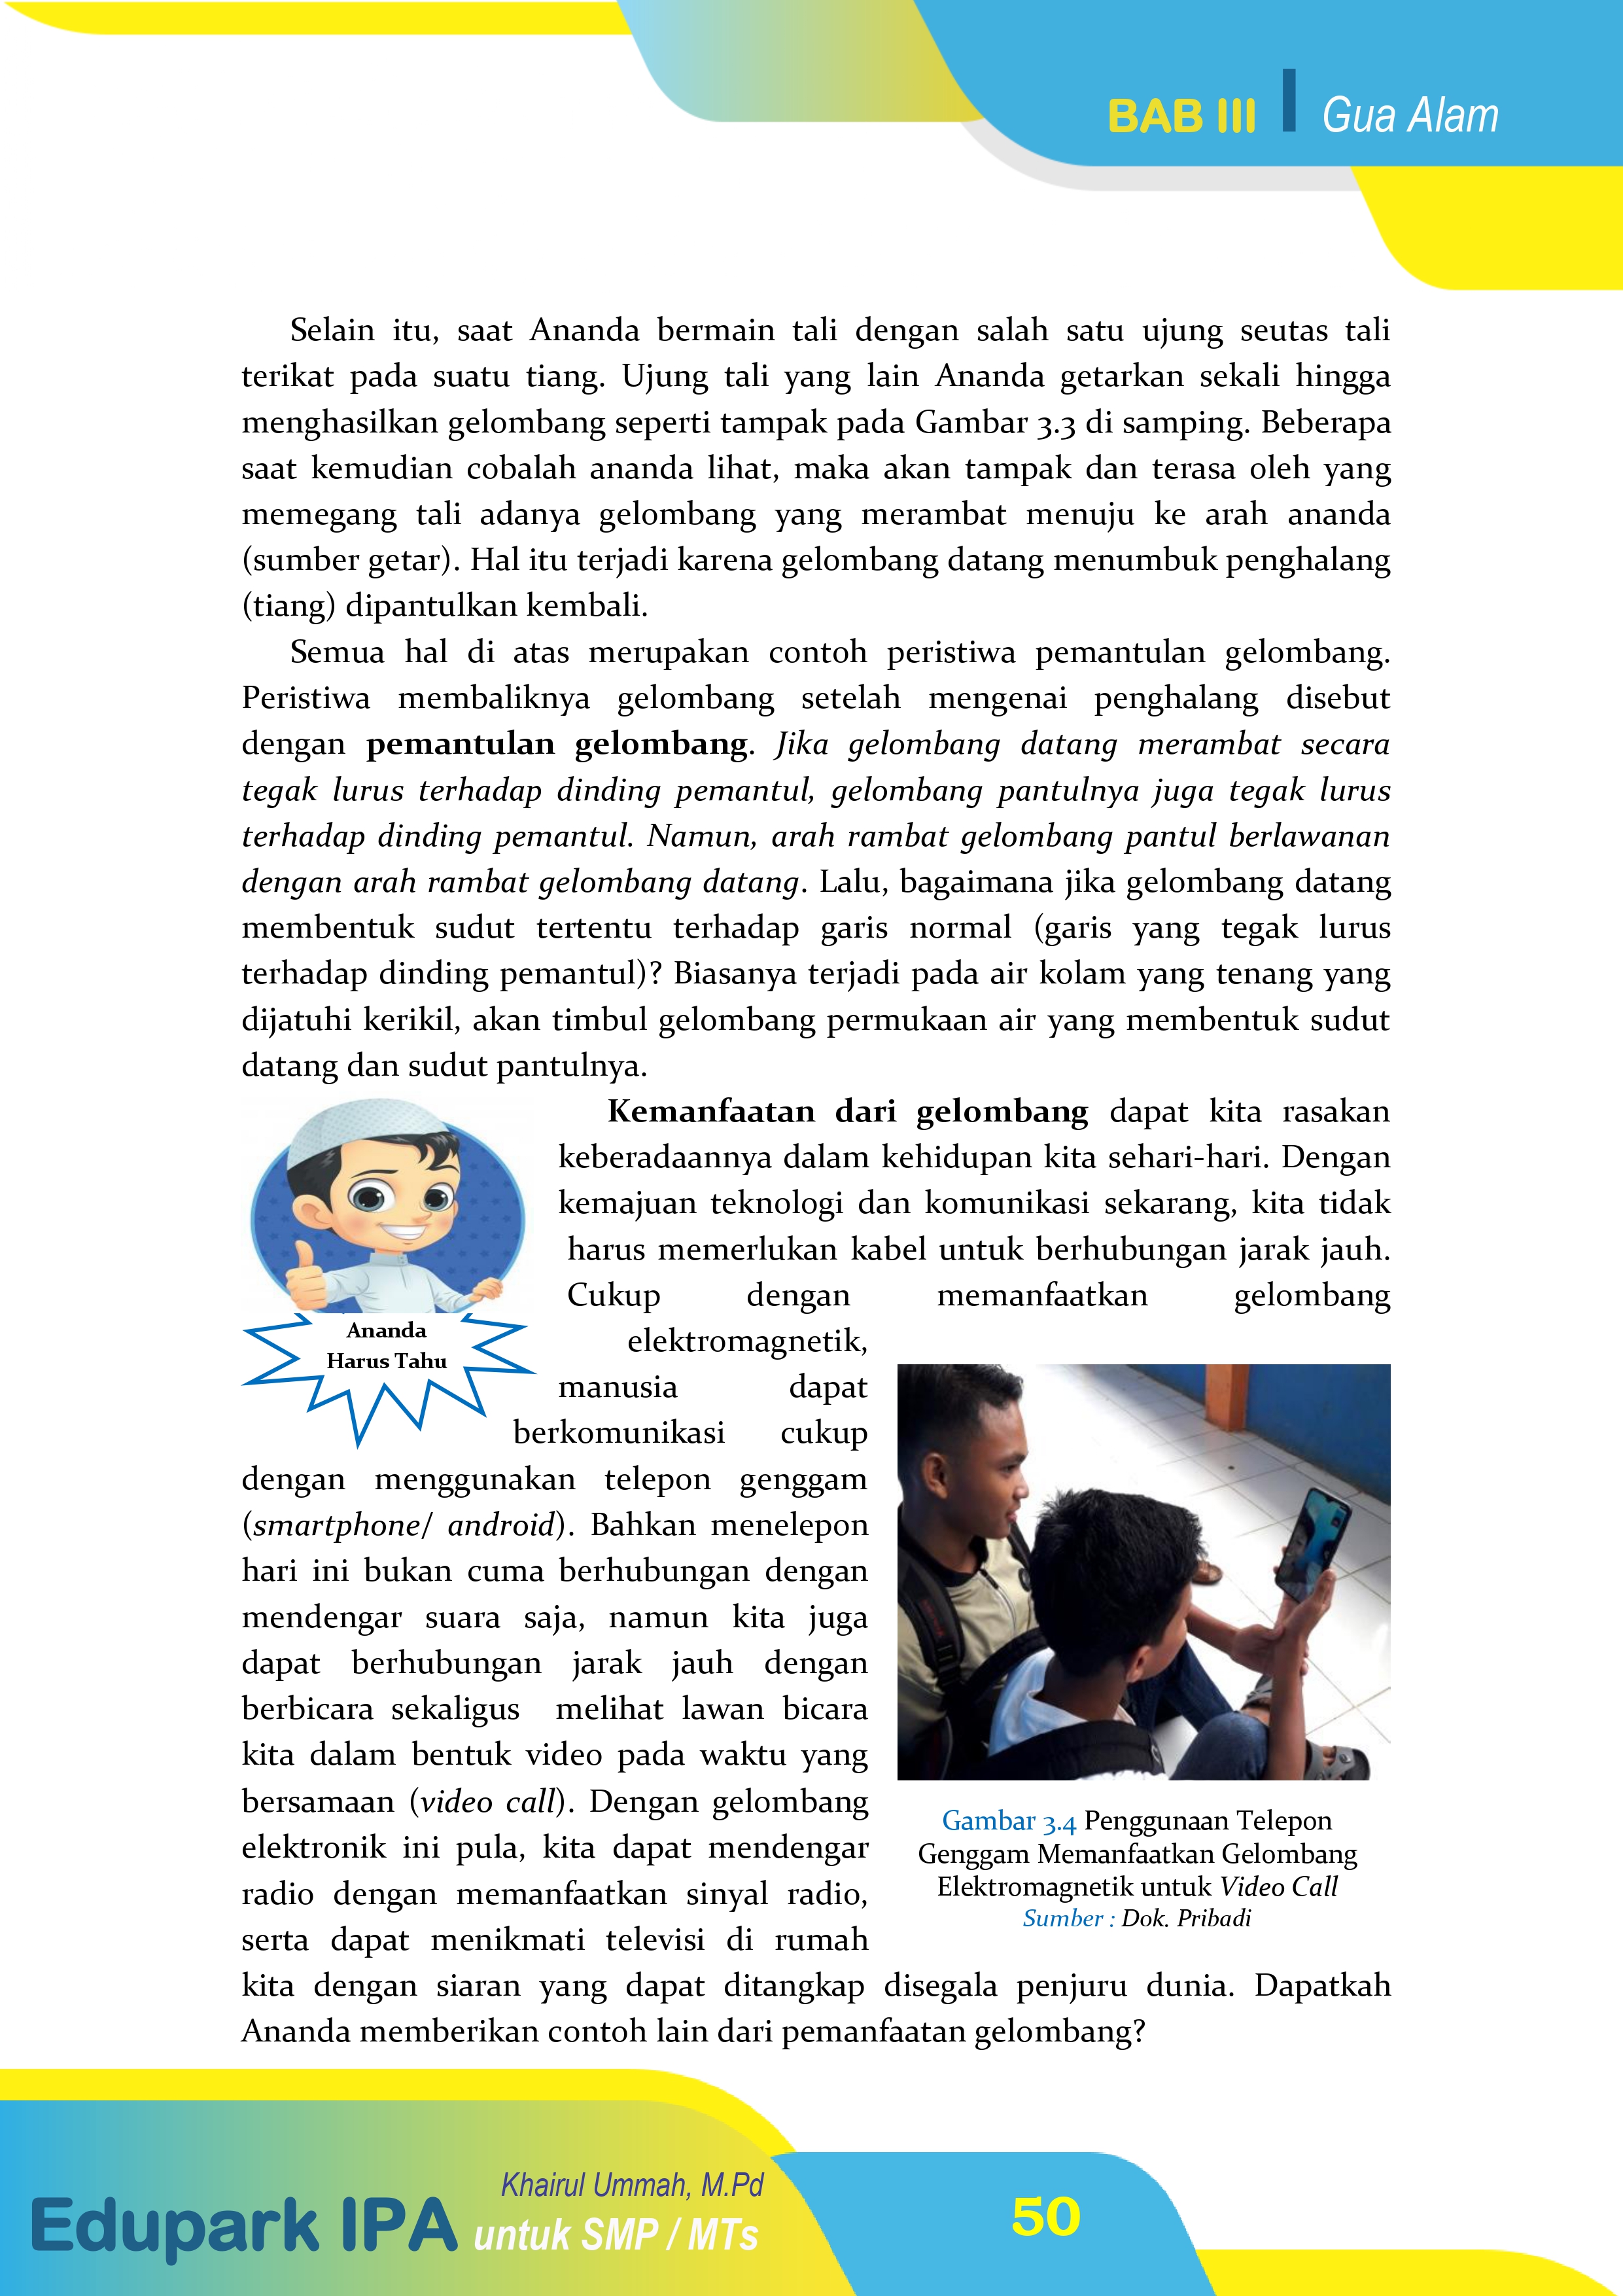 BAB III
Gua Alam
Selain itu, saat Ananda bermain tali dengan salah satu ujung seutas tali
terikat pada suatu tiang. Ujung tali yang lain Ananda getarkan sekali hingga
menghasilkan gelombang seperti tampak pada Gambar 3.3 di samping. Beberapa
saat kemudian cobalah ananda lihat, maka akan tampak dan terasa oleh yang
memegang tali adanya gelombang yang merambat menuju ke arah ananda
(sumber getar). Hal itu terjadi karena gelombang datang menumbuk penghalang
(tiang) dipantulkan kembali.
Semua hal di atas merupakan contoh peristiwa pemantulan gelombang.
Peristiwa membaliknya gelombang setelah mengenai penghalang disebut
dengan pemantulan gelombang. Jika gelombang datang merambat secara
tegak lurus terhadap dinding pemantul, gelombang pantulnya juga tegak lurus
terhadap dinding pemantul. Namun, arah rambat gelombang pantul berlawanan
dengan arah rambat gelombang datang. Lalu, bagaimana jika gelombang datang
membentuk sudut tertentu terhadap garis normal (garis yang tegak lurus
terhadap dinding pemantul)? Biasanya terjadi pada air kolam yang tenang yang
dijatuhi kerikil, akan timbul gelombang permukaan air yang membentuk sudut
datang dan sudut pantulnya.
Kemanfaatan dari gelombang dapat kita rasakan
keberadaannya dalam kehidupan kita sehari-hari. Dengan
kemajuan teknologi dan komunikasi sekarang, kita tidak
harus memerlukan kabel untuk berhubungan jarak jauh.
Cukup dengan memanfaatkan gelombang
elektromagnetik,
manusia dapat
berkomunikasi cukup
dengan menggunakan telepon genggam
(smartphone/ android). Bahkan menelepon
hari ini bukan cuma berhubungan dengan
mendengar suara saja, namun kita juga
dapat berhubungan jarak jauh dengan
berbicara sekaligus melihat lawan bicara
kita dalam bentuk video pada waktu yang
bersamaan (video call). Dengan gelombang
elektronik ini pula, kita dapat mendengar
radio dengan memanfaatkan sinyal radio,
serta dapat menikmati televisi di rumah
kita dengan siaran yang dapat ditangkap disegala penjuru dunia. Dapatkah
Ananda memberikan contoh lain dari pemanfaatan gelombang?
Ananda
Harus Tahu
Gambar 3.4 Penggunaan Telepon
Genggam Memanfaatkan Gelombang
Elektromagnetik untuk Video Call
Sumber : Dok. Pribadi
Khairul Ummah, M.Pd
Edupark IPA untuk SMP / MTs
50